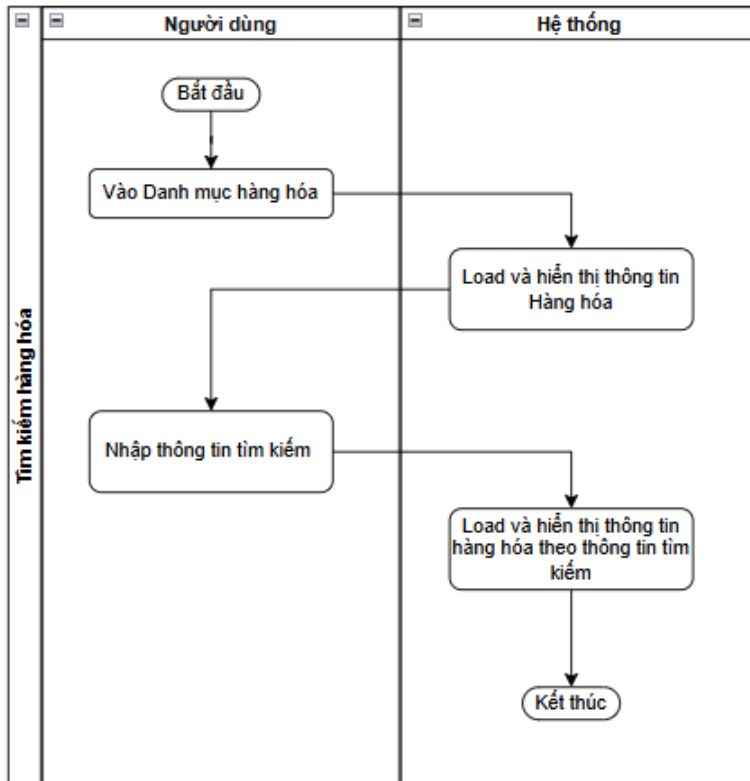 Người dùng
Hệ thống
Tìm kiếm hàng hóa
Bắt đầu
Vào Danh mục hàng hóa
Load và hiển thị thông tin
Hàng hóa
Nhập thông tin tìm kiếm
Load và hiển thị thông tin
hàng hóa theo thông tin tìm
kiếm
Kết thúc